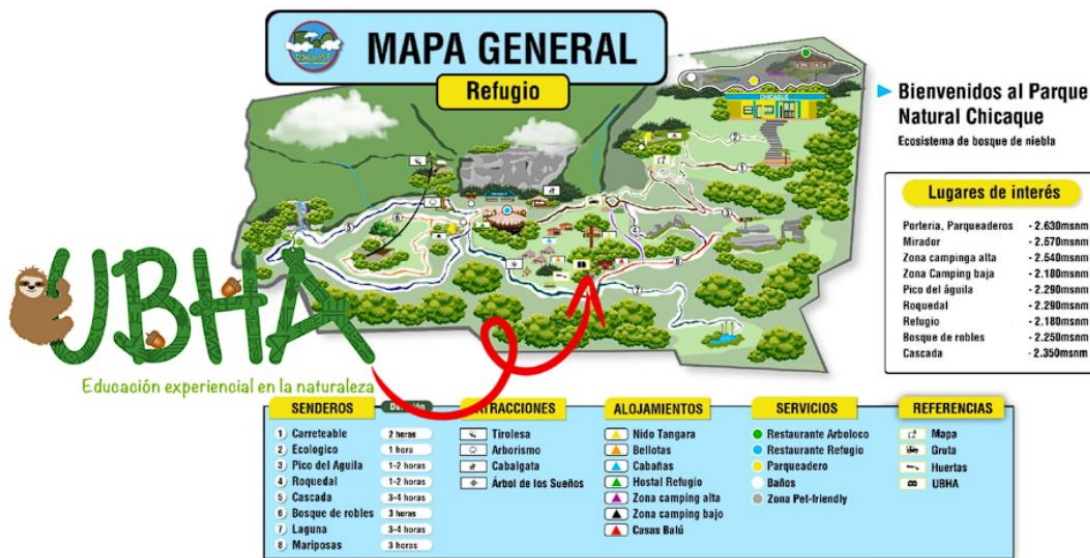 MAPA GENERAL
Refugio
CHICAQUE
Bienvenidos al Parque
Natural Chicaque
Ecosistema de bosque de niebla
Lugares de interés
Porteria, Parqueaderos - 2.630msnm
Mirador - 2.570msnm
Zona campinga alta - 2.540msnm
Zona Camping baja - 2.180msnm
Pico del águila - 2.290msnm
Roquedal - 2.290msnm
Refugio - 2.180msnm
Bosque de robles - 2.250msnm
Cascada - 2.350msnm
UBHA
Educación experiencial en la naturaleza
SENDEROS
1 Carreteable 2 horas
2 Ecologico 1 hora
3 Pico del Aguila 1-2 horas
4 Roquedal 1-2 horas
5 Cascada 3-4 horas
6 Bosque de robles 3 horas
7 Laguna 3-4 horas
8 Mariposas 3 horas
ATRACCIONES
Tirolesa
Arborismo
Cabalgata
Árbol de los Sueños
ALOJAMIENTOS
Nido Tangara
Bellotas
Cabañas
Hostal Refugio
Zona camping alta
Zona camping bajo
Casas Balú
SERVICIOS
Restaurante Arboloco
Restaurante Refugio
Parqueadero
Baños
Zona Pet-friendly
REFERENCIAS
Mapa
Gruta
Huertas
UBHA